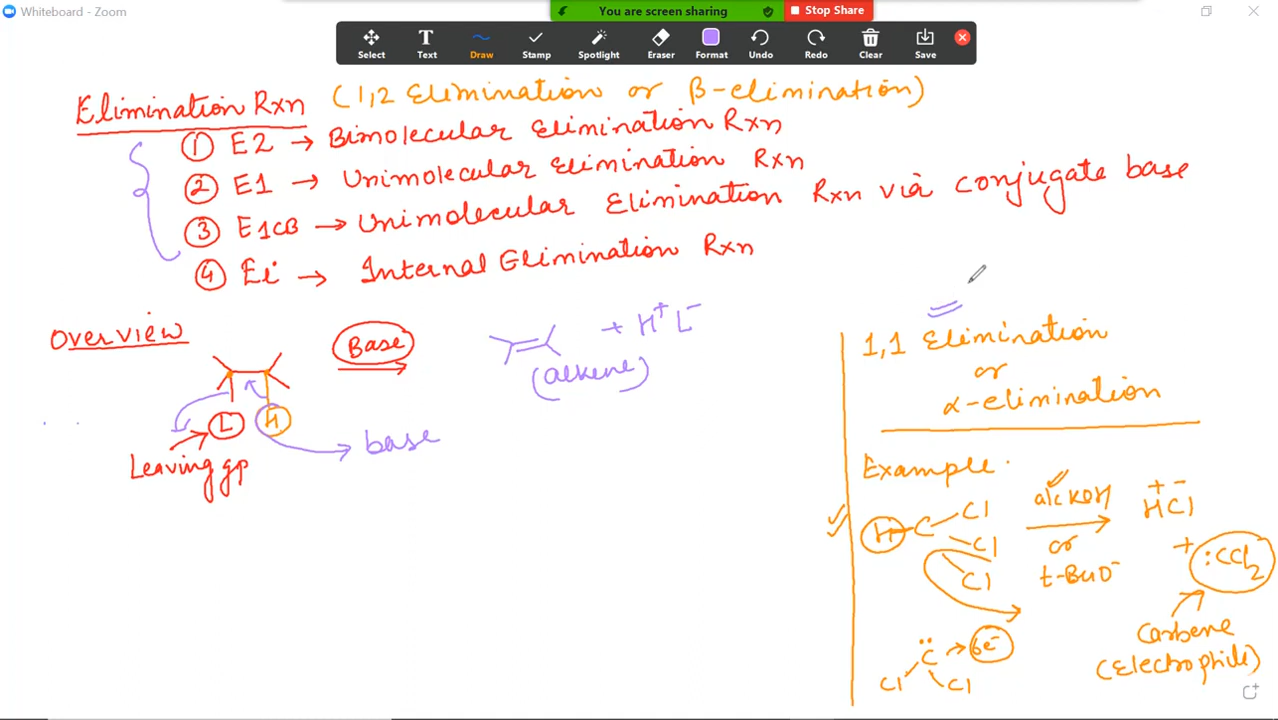 Whiteboard - Zoom
You are screen sharing
Stop Share
Select
Text
Draw
Stamp
Spotlight
Eraser
Format
Undo
Redo
Clear
Save
Elimination Rxn (1,2 Elimination or β-elimination)
① E2 → Bimolecular Elimination Rxn
② E1 → Unimolecular Elimination Rxn
③ E1cB → Unimolecular Elimination Rxn via conjugate base
④ Ei → Internal Elimination Rxn
Overview
Base
+ H⁺ L⁻
(alkene)
L
H
base
Leaving gp
1,1 Elimination
or
α-elimination
Example
H-C
Cl
Cl
Cl
alc KOH
or
t-BuO⁻
H⁺Cl⁻
+
:CCl₂
Carbene
(Electrophile)
C̈ → 6e⁻
Cl Cl